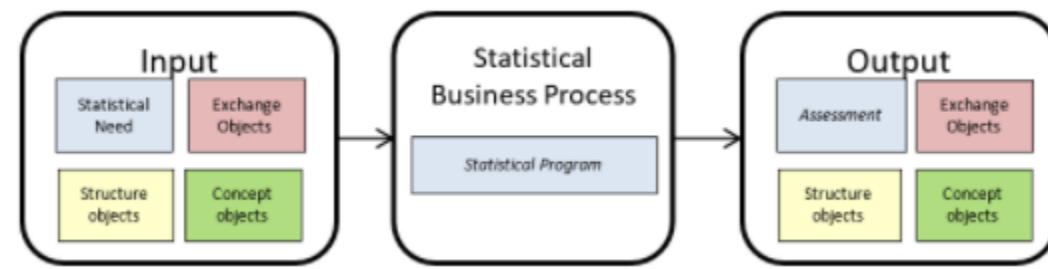 Input
Statistical
Need
Exchange
Objects
Structure
objects
Concept
objects
Statistical
Business Process
Statistical Program
Output
Assessment
Exchange
Objects
Structure
objects
Concept
objects